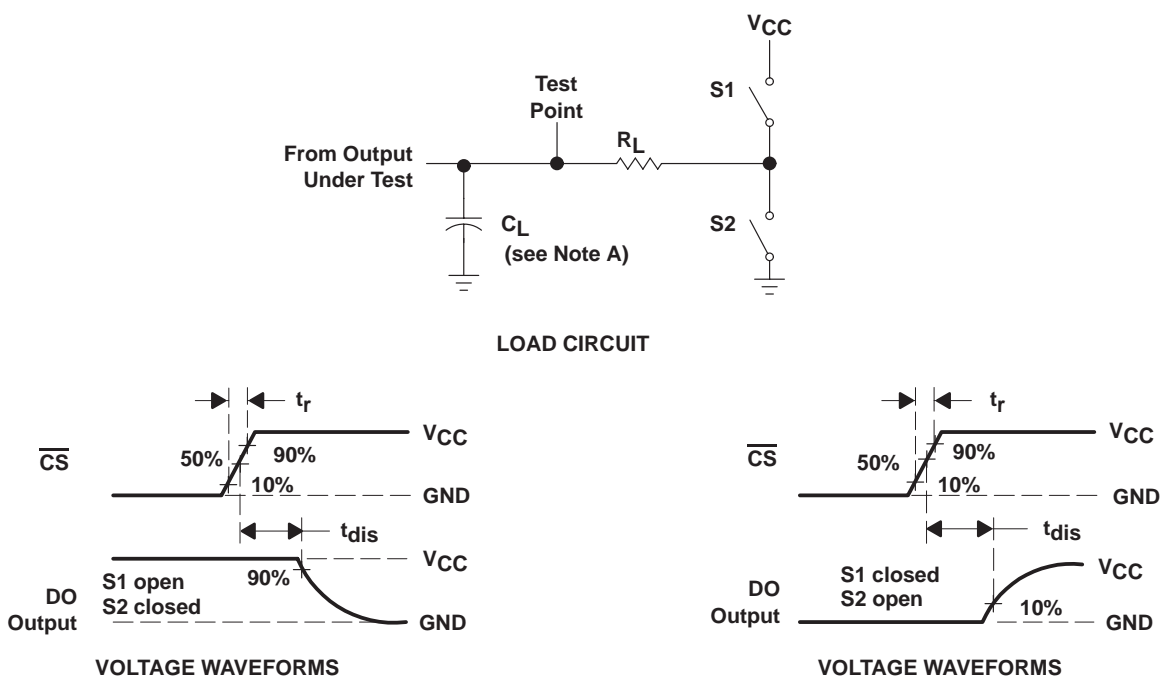 VCC
S1
Test
Point
RL
From Output
Under Test
S2
CL
(see Note A)
LOAD CIRCUIT
tr
CS
VCC
50%
90%
10%
GND
tdis
VCC
S1 open
S2 closed
90%
DO
Output
GND
VOLTAGE WAVEFORMS
tr
CS
VCC
50%
90%
10%
GND
tdis
S1 closed
S2 open
VCC
DO
Output
10%
GND
VOLTAGE WAVEFORMS